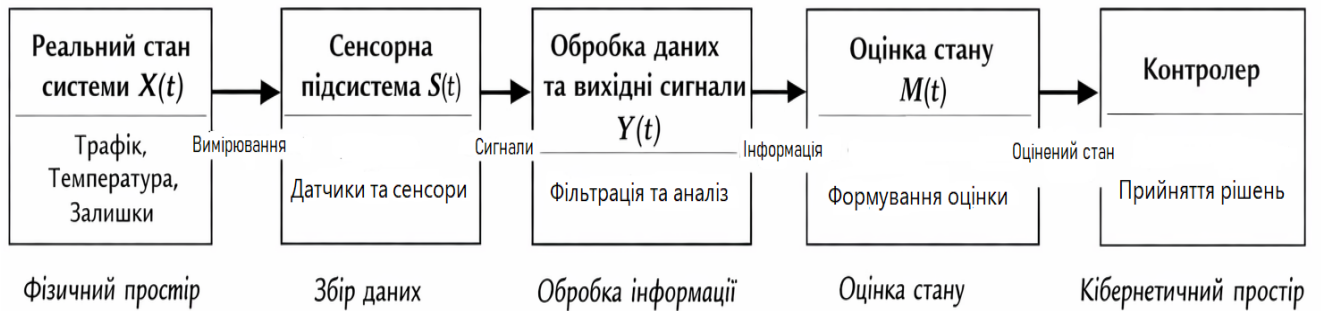 Реальний стан
системи X(t)
Трафік,
Температура,
Залишки
Вимірювання
Сенсорна
підсистема S(t)
Датчики та сенсори
Сигнали
Обробка даних
та вихідні сигнали
Y(t)
Фільтрація та аналіз
Інформація
Оцінка стану
M(t)
Формування оцінки
Оцінений стан
Контролер
Прийняття рішень
Фізичний простір
Збір даних
Обробка інформації
Оцінка стану
Кібернетичний простір